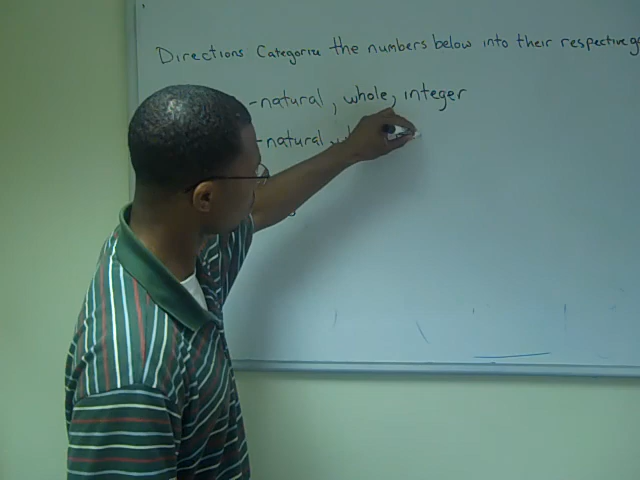 Directions: Categorize the numbers below into their respective
-natural, whole, integer
-natural,